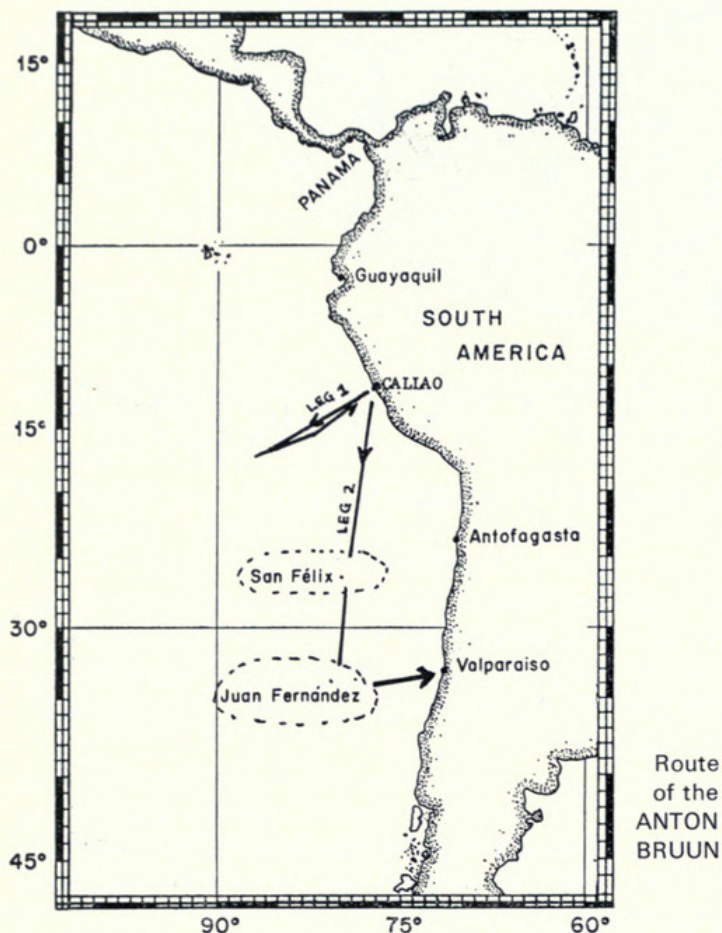 15°
PANAMA
0°
Guayaquil
SOUTH
AMERICA
CALLAO
LEG 1
15°
LEG 2
Antofagasta
San Félix
30°
Valparaiso
Juan Fernández
Route
of the
ANTON
BRUUN
45°
90°
75°
60°